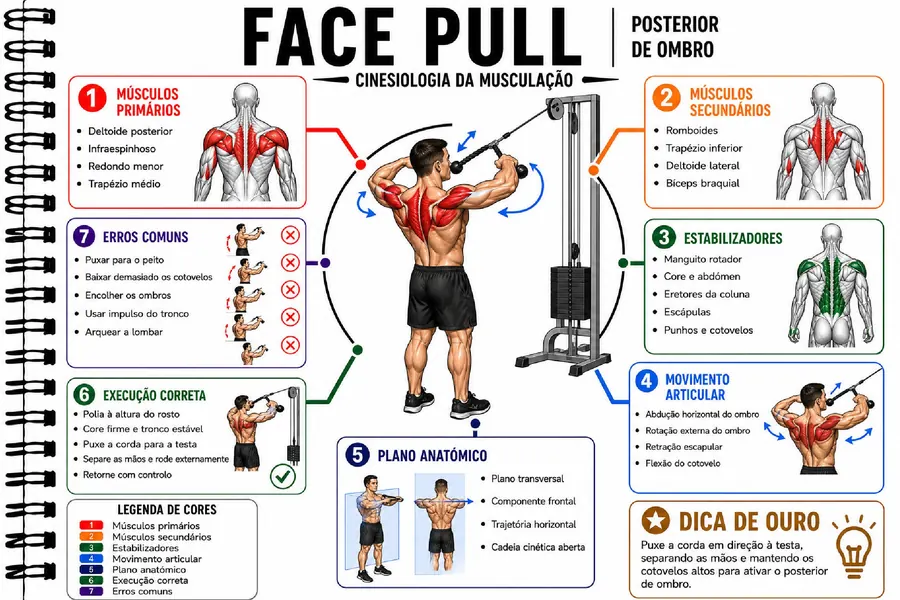 FACE PULL
POSTERIOR
DE OMBRO
CINESIOLOGIA DA MUSCULAÇÃO
1 MÚSCULOS
PRIMÁRIOS
Deltoide posterior
Infraespinhoso
Redondo menor
Trapézio médio
2 MÚSCULOS
SECUNDÁRIOS
Romboides
Trapézio inferior
Deltoide lateral
Bíceps braquial
7 ERROS COMUNS
Puxar para o peito
Baixar demasiado os cotovelos
Encolher os ombros
Usar impulso do tronco
Arquear a lombar
3 ESTABILIZADORES
Manguito rotador
Core e abdómen
Eretores da coluna
Escápulas
Punhos e cotovelos
6 EXECUÇÃO CORRETA
Polia à altura do rosto
Core firme e tronco estável
Puxe a corda para a testa
Separe as mãos e rode externamente
Retorne com controlo
4 MOVIMENTO
ARTICULAR
Abdução horizontal do ombro
Rotação externa do ombro
Retração escapular
Flexão do cotovelo
5 PLANO ANATÓMICO
Plano transversal
Componente frontal
Trajetória horizontal
Cadeia cinética aberta
LEGENDA DE CORES
1 Músculos primários
2 Músculos secundários
3 Estabilizadores
4 Movimento articular
5 Plano anatômico
6 Execução correta
7 Erros comuns
DICA DE OURO
Puxe a corda em direção à testa,
separando as mãos e mantendo os
cotovelos altos para ativar o posterior
de ombro.